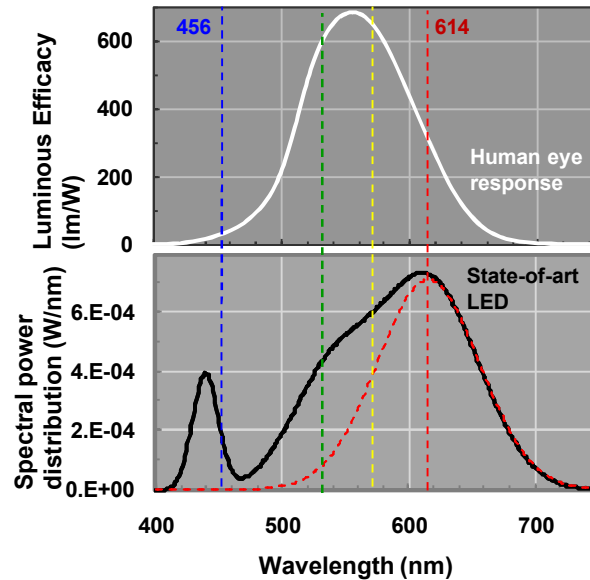 456
614
600
400
200
0
Luminous Efficacy
(lm/W)
Human eye
response
State-of-art
LED
6.E-04
4.E-04
2.E-04
0.E+00
Spectral power
distribution (W/nm)
400
500
600
700
Wavelength (nm)